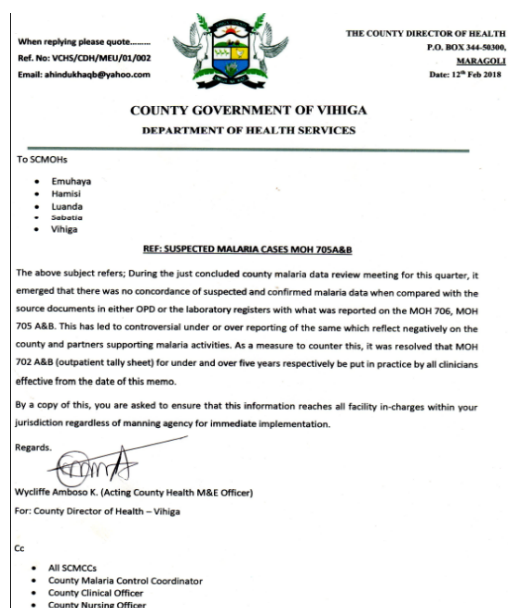 When replying please quote.........
Ref. No: VCHS/CDH/MEU/01/002
Email: ahindukhaqb@yahoo.com
THE COUNTY DIRECTOR OF HEALTH
P.O. BOX 344-50300,
MARAGOLI
Date: 12th Feb 2018
COUNTY GOVERNMENT OF VIHIGA
DEPARTMENT OF HEALTH SERVICES
To SCMOHs
• Emuhaya
• Hamisi
• Luanda
• Sabatia
• Vihiga
REF: SUSPECTED MALARIA CASES MOH 705A&B
The above subject refers; During the just concluded county malaria data review meeting for this quarter, it
emerged that there was no concordance of suspected and confirmed malaria data when compared with the
source documents in either OPD or the laboratory registers with what was reported on the MOH 706, MOH
705 A&B. This has led to controversial under or over reporting of the same which reflect negatively on the
county and partners supporting malaria activities. As a measure to counter this, it was resolved that MOH
702 A&B (outpatient tally sheet) for under and over five years respectively be put in practice by all clinicians
effective from the date of this memo.
By a copy of this, you are asked to ensure that this information reaches all facility in-charges within your
jurisdiction regardless of manning agency for immediate implementation.
Regards.
Wycliffe Amboso K. (Acting County Health M&E Officer)
For: County Director of Health – Vihiga
Cc
• All SCMCCs
• County Malaria Control Coordinator
• County Clinical Officer
• County Nursing Officer